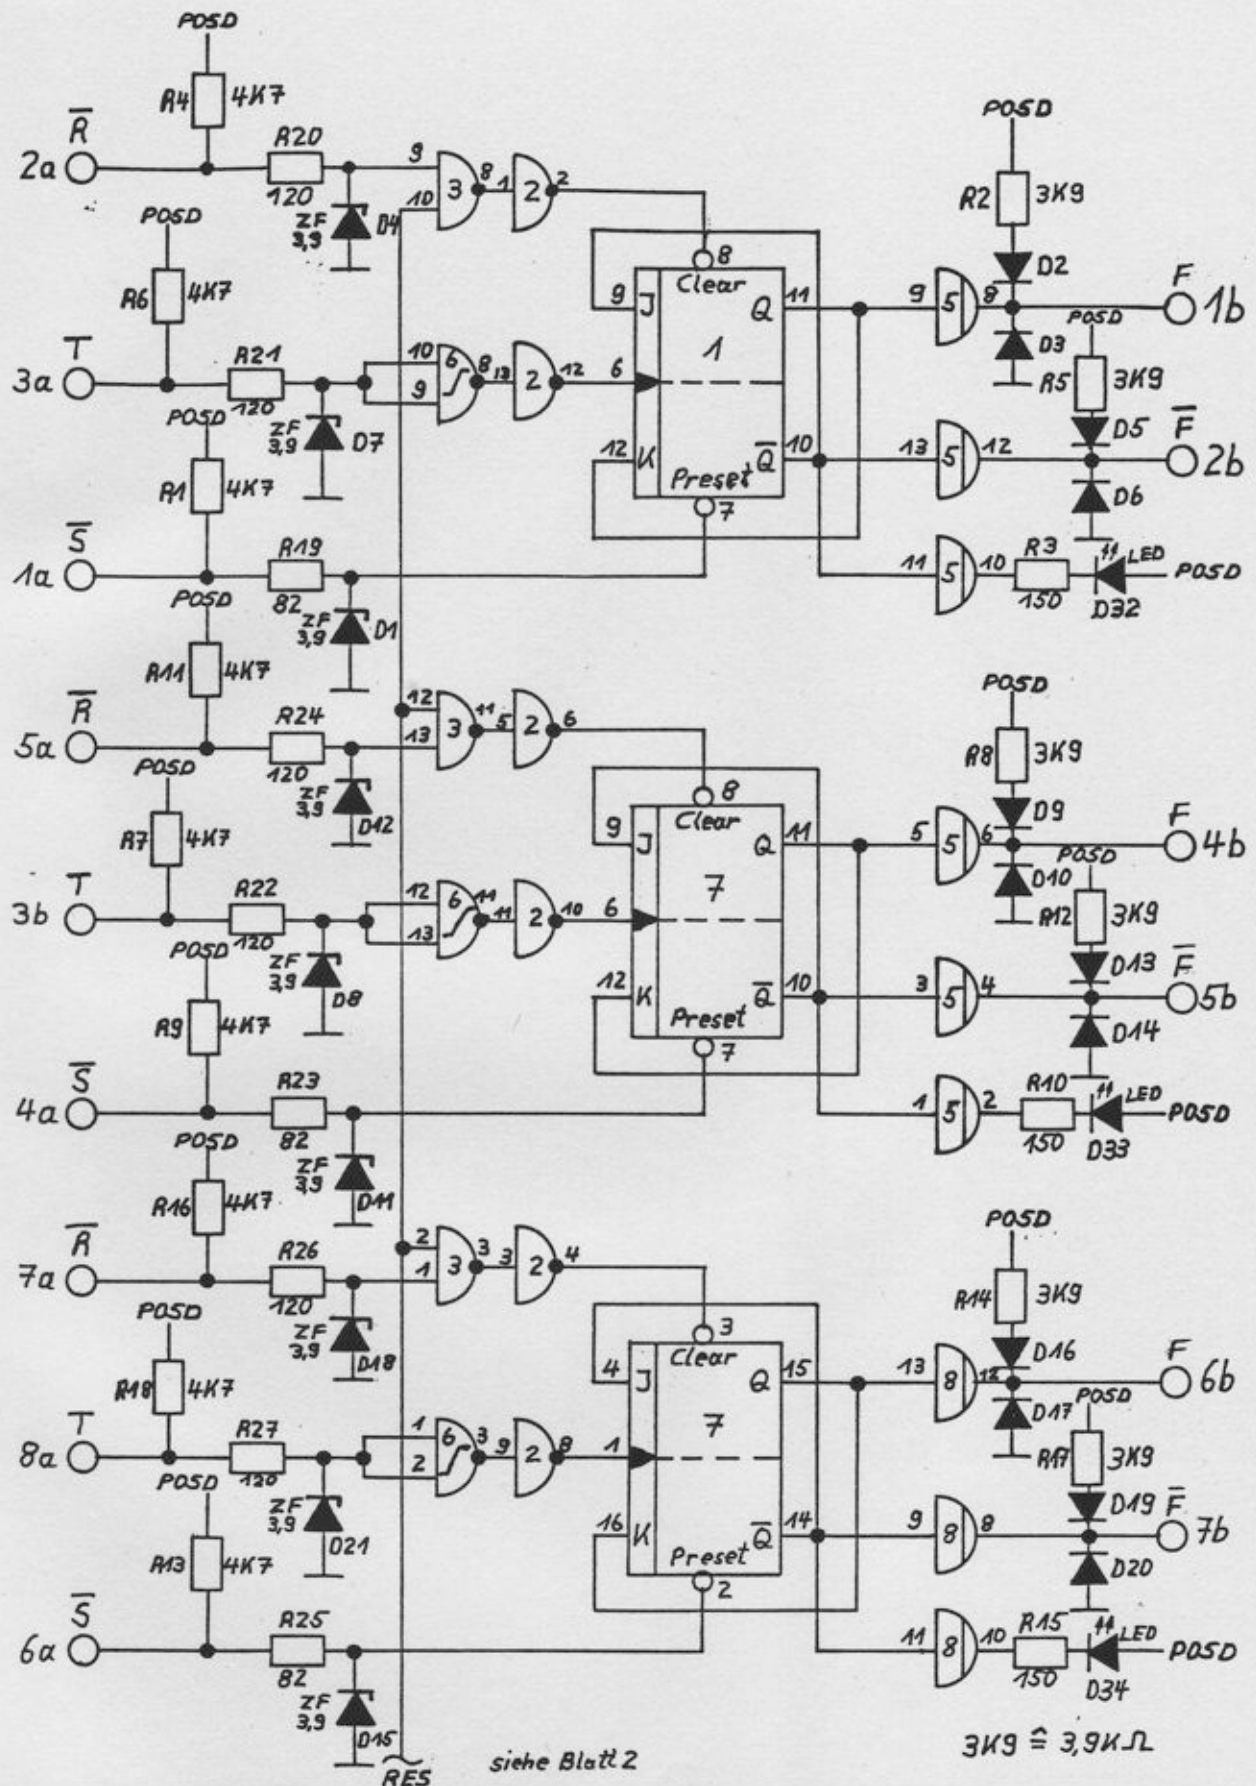 POSD
R4 4K7
R̅
2a
R20
120
ZF
3,9
D4
9
10
3
8
1
2
2
POSD
R2 3K9
D2
POSD
R6 4K7
8
Clear
9 J
Q 11
1
9 5 8
F
1b
D3
POSD
R5 3K9
T
3a
R21
120
ZF
3,9
D7
10
9
6
8
13
2
12
6
POSD
R1 4K7
12 K
Q̅ 10
Preset
7
13 5 12
D5
F̅
2b
D6
S̅
1a
R19
82
ZF
3,9
D1
11 5 10
R3
150
LED
D32
POSD
POSD
R11 4K7
R̅
5a
R24
120
ZF
3,9
D12
12
13
3
11
5
2
6
POSD
R8 3K9
D9
POSD
R7 4K7
8
Clear
9 J
Q 11
7
5 5 6
F
4b
D10
POSD
R12 3K9
T
3b
R22
120
ZF
3,9
D8
12
13
6
11
11
2
10
6
POSD
R9 4K7
12 K
Q̅ 10
Preset
7
3 5 4
D13
F̅
5b
D14
S̅
4a
R23
82
ZF
3,9
D11
1 5 2
R10
150
LED
D33
POSD
POSD
R16 4K7
R̅
7a
R26
120
ZF
3,9
D18
2
1
3
3
3
2
4
POSD
R14 3K9
D16
POSD
R18 4K7
3
Clear
4 J
Q 15
7
13 8 12
F
6b
D17
POSD
R17 3K9
T
8a
R27
120
ZF
3,9
D21
1
2
6
3
9
2
8
1
POSD
R13 4K7
16 K
Q̅ 14
Preset
2
9 8 8
D19
F̅
7b
D20
S̅
6a
R25
82
ZF
3,9
D15
11 8 10
R15
150
LED
D34
POSD
RES
siehe Blatt 2
3K9 ≙ 3,9KΩ